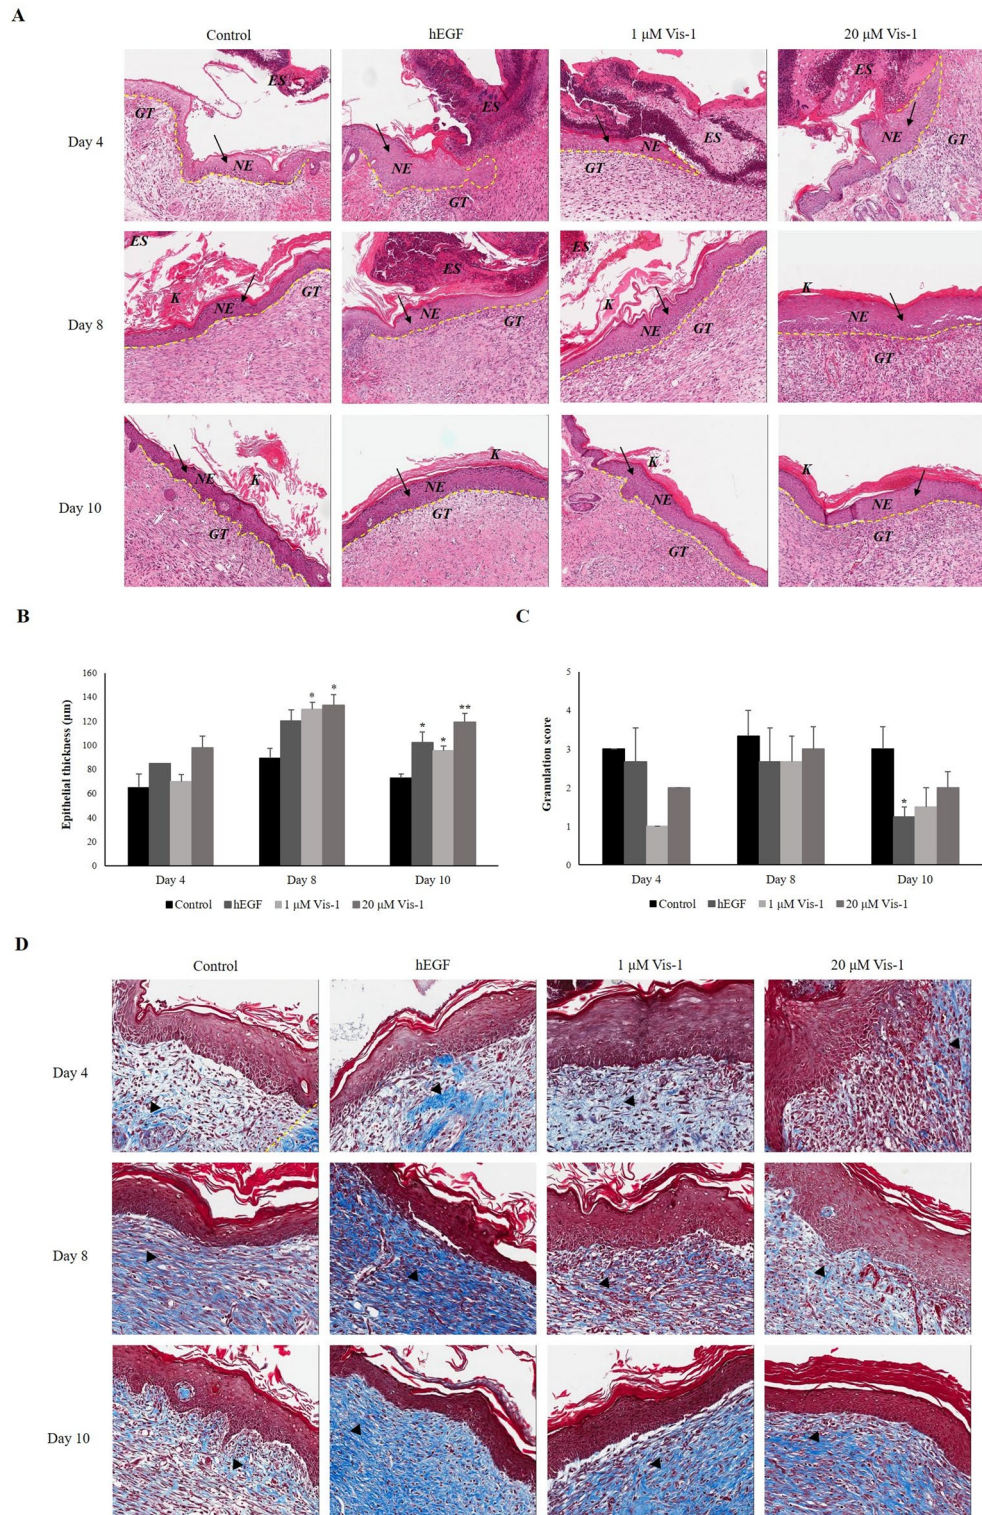 A
Control hEGF 1 μM Vis-1 20 μM Vis-1
Day 4
GT ES NE
ES NE GT
ES NE GT
ES NE GT
Day 8
ES K NE GT
ES NE GT
ES K NE GT
K NE GT
Day 10
NE K GT
K NE GT
K NE GT
K NE GT
B
Epithelial thickness (μm)
160
140
120
100
80
60
40
20
0
* *
* * **
Day 4 Day 8 Day 10
Control hEGF 1 μM Vis-1 20 μM Vis-1
C
Granulation score
5
4
3
2
1
0
*
Day 4 Day 8 Day 10
Control hEGF 1 μM Vis-1 20 μM Vis-1
D
Control hEGF 1 μM Vis-1 20 μM Vis-1
Day 4
Day 8
Day 10